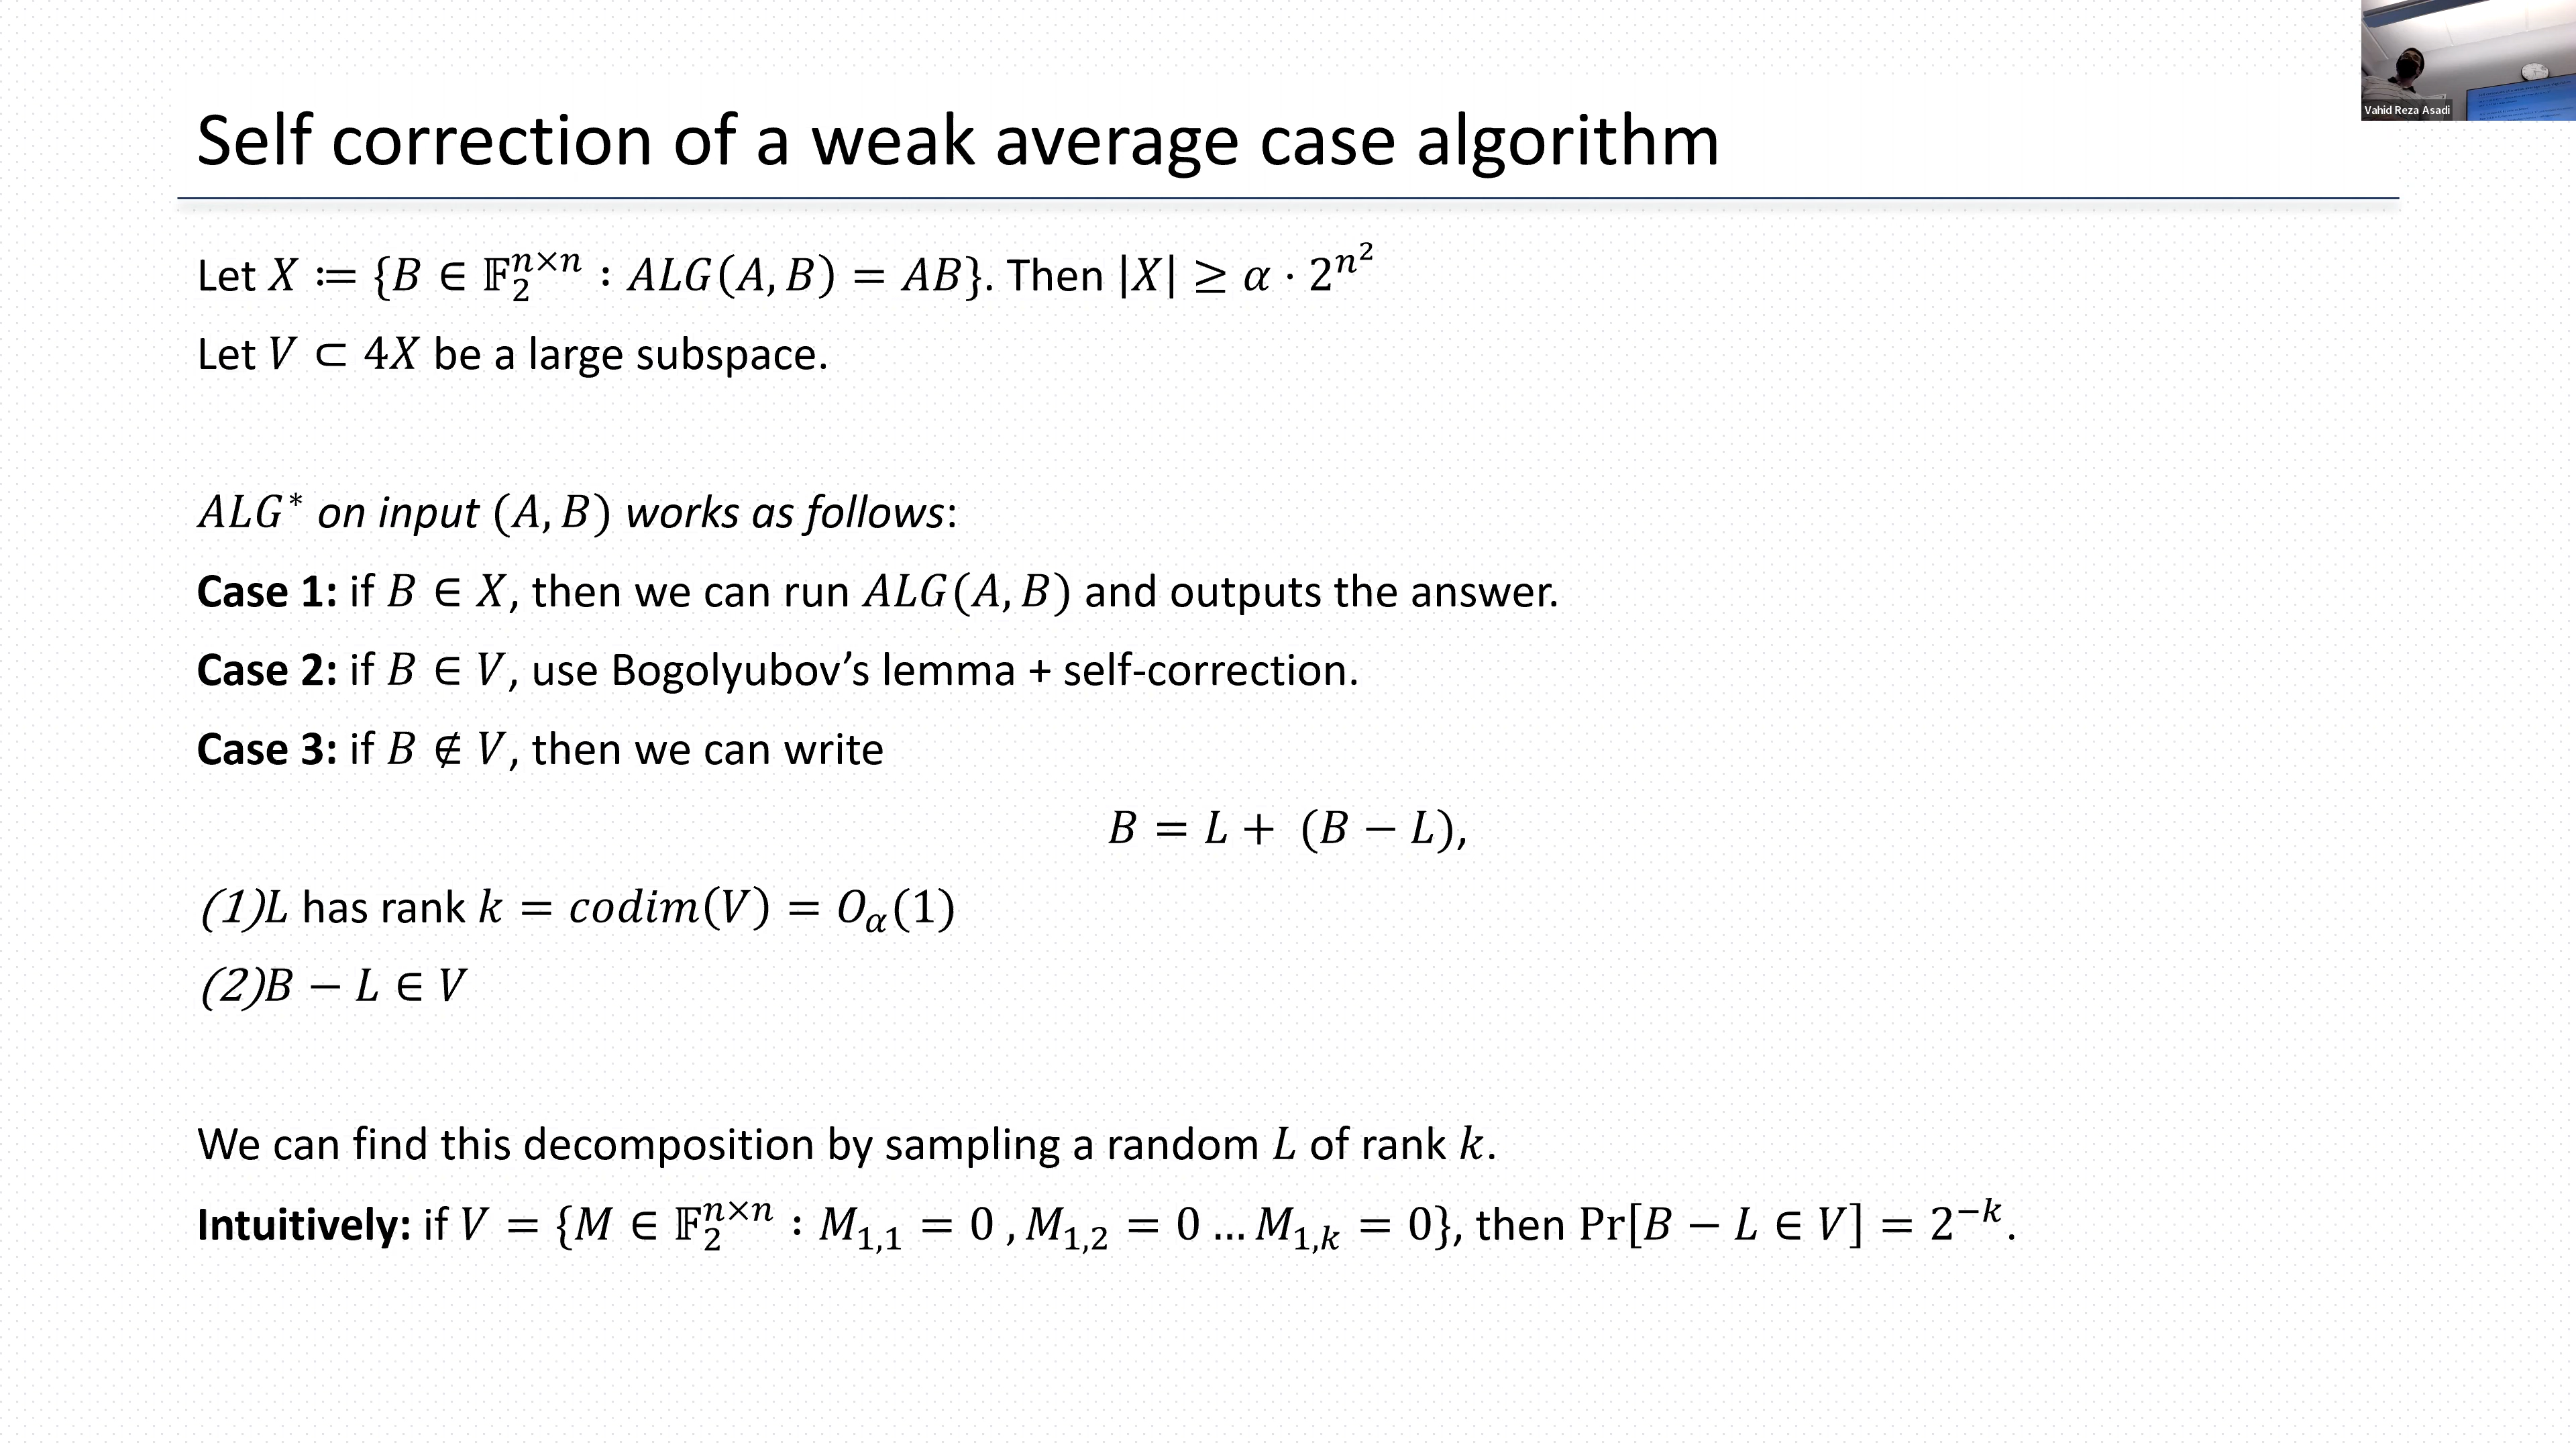 Vahid Reza Asadi
Self correction of a weak average case algorithm
Let 𝑋 ≔ {𝐵 ∈ 𝔽₂ⁿˣⁿ : 𝐴𝐿𝐺(𝐴, 𝐵) = 𝐴𝐵}. Then |𝑋| ≥ 𝛼 · 2^{n²}
Let 𝑉 ⊂ 4𝑋 be a large subspace.
𝐴𝐿𝐺* on input (𝐴, 𝐵) works as follows:
Case 1: if 𝐵 ∈ 𝑋, then we can run 𝐴𝐿𝐺(𝐴, 𝐵) and outputs the answer.
Case 2: if 𝐵 ∈ 𝑉, use Bogolyubov’s lemma + self-correction.
Case 3: if 𝐵 ∉ 𝑉, then we can write
𝐵 = 𝐿 + (𝐵 − 𝐿),
(1)𝐿 has rank 𝑘 = 𝑐𝑜𝑑𝑖𝑚(𝑉) = 𝑂_𝛼(1)
(2)𝐵 − 𝐿 ∈ 𝑉
We can find this decomposition by sampling a random 𝐿 of rank 𝑘.
Intuitively: if 𝑉 = {𝑀 ∈ 𝔽₂ⁿˣⁿ : 𝑀_{1,1} = 0 , 𝑀_{1,2} = 0 … 𝑀_{1,𝑘} = 0}, then Pr[𝐵 − 𝐿 ∈ 𝑉] = 2^{−𝑘}.